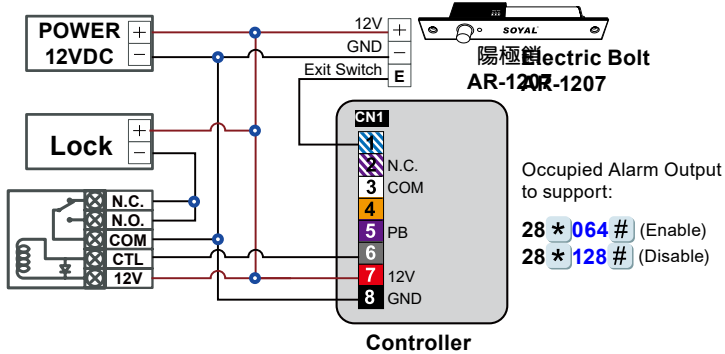 POWER
12VDC
+
−
12V
GND
Exit Switch
+
−
E
SOYAL
陽極鎖
Electric Bolt
AR-1207
AR-1207
Lock
+
−
N.C.
N.O.
COM
CTL
12V
CN1
1
2 N.C.
3 COM
4
5 PB
6
7 12V
8 GND
Controller
Occupied Alarm Output
to support:
28 * 064 # (Enable)
28 * 128 # (Disable)